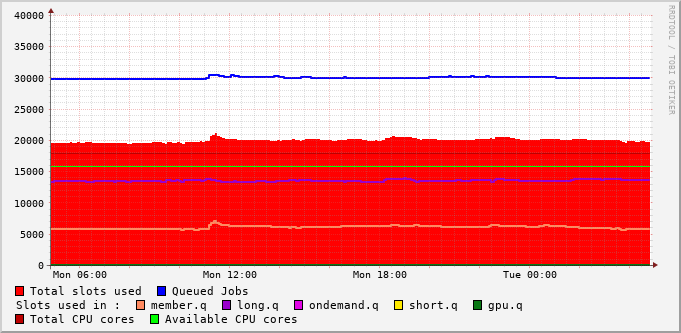 40000
35000
30000
25000
20000
15000
10000
5000
0
Mon 06:00 Mon 12:00 Mon 18:00 Tue 00:00
RRDTOOL / TOBI OETIKER
Total slots used Queued Jobs
Slots used in : member.q long.q ondemand.q short.q gpu.q
Total CPU cores Available CPU cores